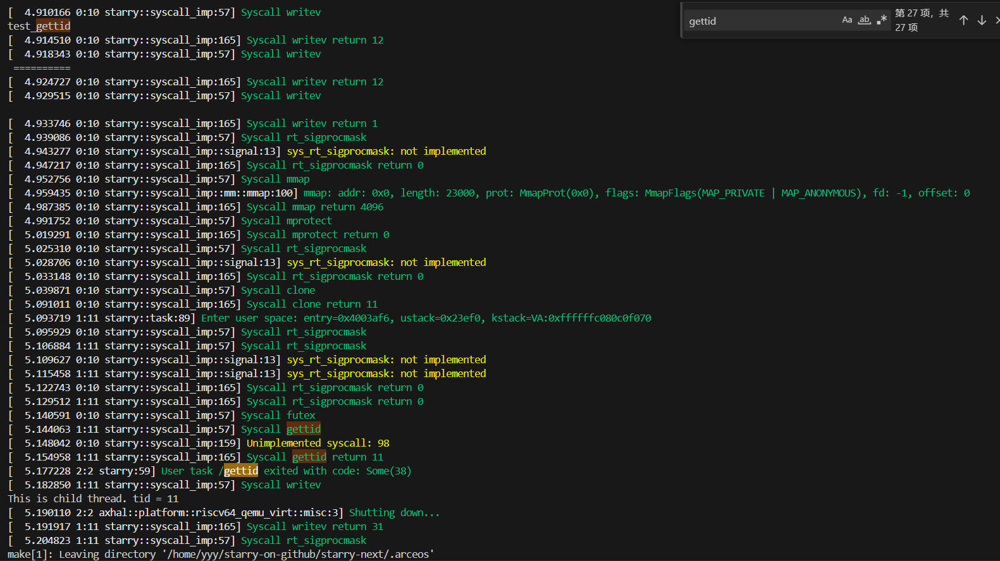 [  4.910166 0:10 starry::syscall_imp:57] Syscall writev
test_gettid
[  4.914510 0:10 starry::syscall_imp:165] Syscall writev return 12
[  4.918343 0:10 starry::syscall_imp:57] Syscall writev
 ==========
[  4.924727 0:10 starry::syscall_imp:165] Syscall writev return 12
[  4.929515 0:10 starry::syscall_imp:57] Syscall writev
[  4.933746 0:10 starry::syscall_imp:165] Syscall writev return 1
[  4.939086 0:10 starry::syscall_imp:57] Syscall rt_sigprocmask
[  4.943277 0:10 starry::syscall_imp::signal:13] sys_rt_sigprocmask: not implemented
[  4.947217 0:10 starry::syscall_imp:165] Syscall rt_sigprocmask return 0
[  4.952756 0:10 starry::syscall_imp:57] Syscall mmap
[  4.959435 0:10 starry::syscall_imp::mm::mmap:100] mmap: addr: 0x0, length: 23000, prot: MmapProt(0x0), flags: MmapFlags(MAP_PRIVATE | MAP_ANONYMOUS), fd: -1, offset: 0
[  4.987385 0:10 starry::syscall_imp:165] Syscall mmap return 4096
[  4.991752 0:10 starry::syscall_imp:57] Syscall mprotect
[  5.019291 0:10 starry::syscall_imp:165] Syscall mprotect return 0
[  5.025310 0:10 starry::syscall_imp:57] Syscall rt_sigprocmask
[  5.028706 0:10 starry::syscall_imp::signal:13] sys_rt_sigprocmask: not implemented
[  5.033148 0:10 starry::syscall_imp:165] Syscall rt_sigprocmask return 0
[  5.039871 0:10 starry::syscall_imp:57] Syscall clone
[  5.091011 0:10 starry::syscall_imp:165] Syscall clone return 11
[  5.093719 1:11 starry::task:89] Enter user space: entry=0x4003af6, ustack=0x23ef0, kstack=VA:0xffffffc080c0f070
[  5.095929 0:10 starry::syscall_imp:57] Syscall rt_sigprocmask
[  5.106884 1:11 starry::syscall_imp:57] Syscall rt_sigprocmask
[  5.109627 0:10 starry::syscall_imp::signal:13] sys_rt_sigprocmask: not implemented
[  5.115458 1:11 starry::syscall_imp::signal:13] sys_rt_sigprocmask: not implemented
[  5.122743 0:10 starry::syscall_imp:165] Syscall rt_sigprocmask return 0
[  5.129512 1:11 starry::syscall_imp:165] Syscall rt_sigprocmask return 0
[  5.140591 0:10 starry::syscall_imp:57] Syscall futex
[  5.144063 1:11 starry::syscall_imp:57] Syscall gettid
[  5.148042 0:10 starry::syscall_imp:159] Unimplemented syscall: 98
[  5.154958 1:11 starry::syscall_imp:165] Syscall gettid return 11
[  5.177228 2:2 starry:59] User task /gettid exited with code: Some(38)
[  5.182850 1:11 starry::syscall_imp:57] Syscall writev
This is child thread. tid = 11
[  5.190110 2:2 axhal::platform::riscv64_qemu_virt::misc:3] Shutting down...
[  5.191917 1:11 starry::syscall_imp:165] Syscall writev return 31
[  5.204823 1:11 starry::syscall_imp:57] Syscall rt_sigprocmask
make[1]: Leaving directory '/home/yyy/starry-on-github/starry-next/.arceos'
gettid
Aa ab .*
第 27 项，共
27 项